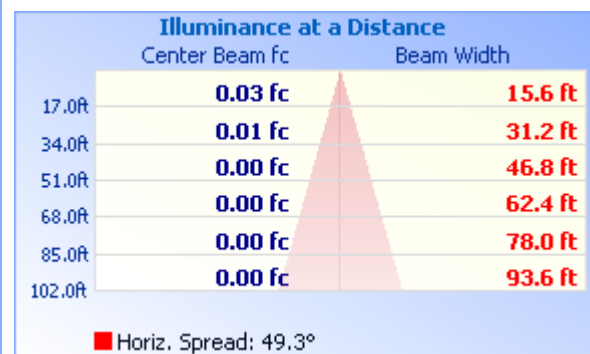 Illuminance at a Distance
Center Beam fc Beam Width
17.0ft 0.03 fc 15.6 ft
34.0ft 0.01 fc 31.2 ft
51.0ft 0.00 fc 46.8 ft
68.0ft 0.00 fc 62.4 ft
85.0ft 0.00 fc 78.0 ft
102.0ft 0.00 fc 93.6 ft
Horiz. Spread: 49.3°